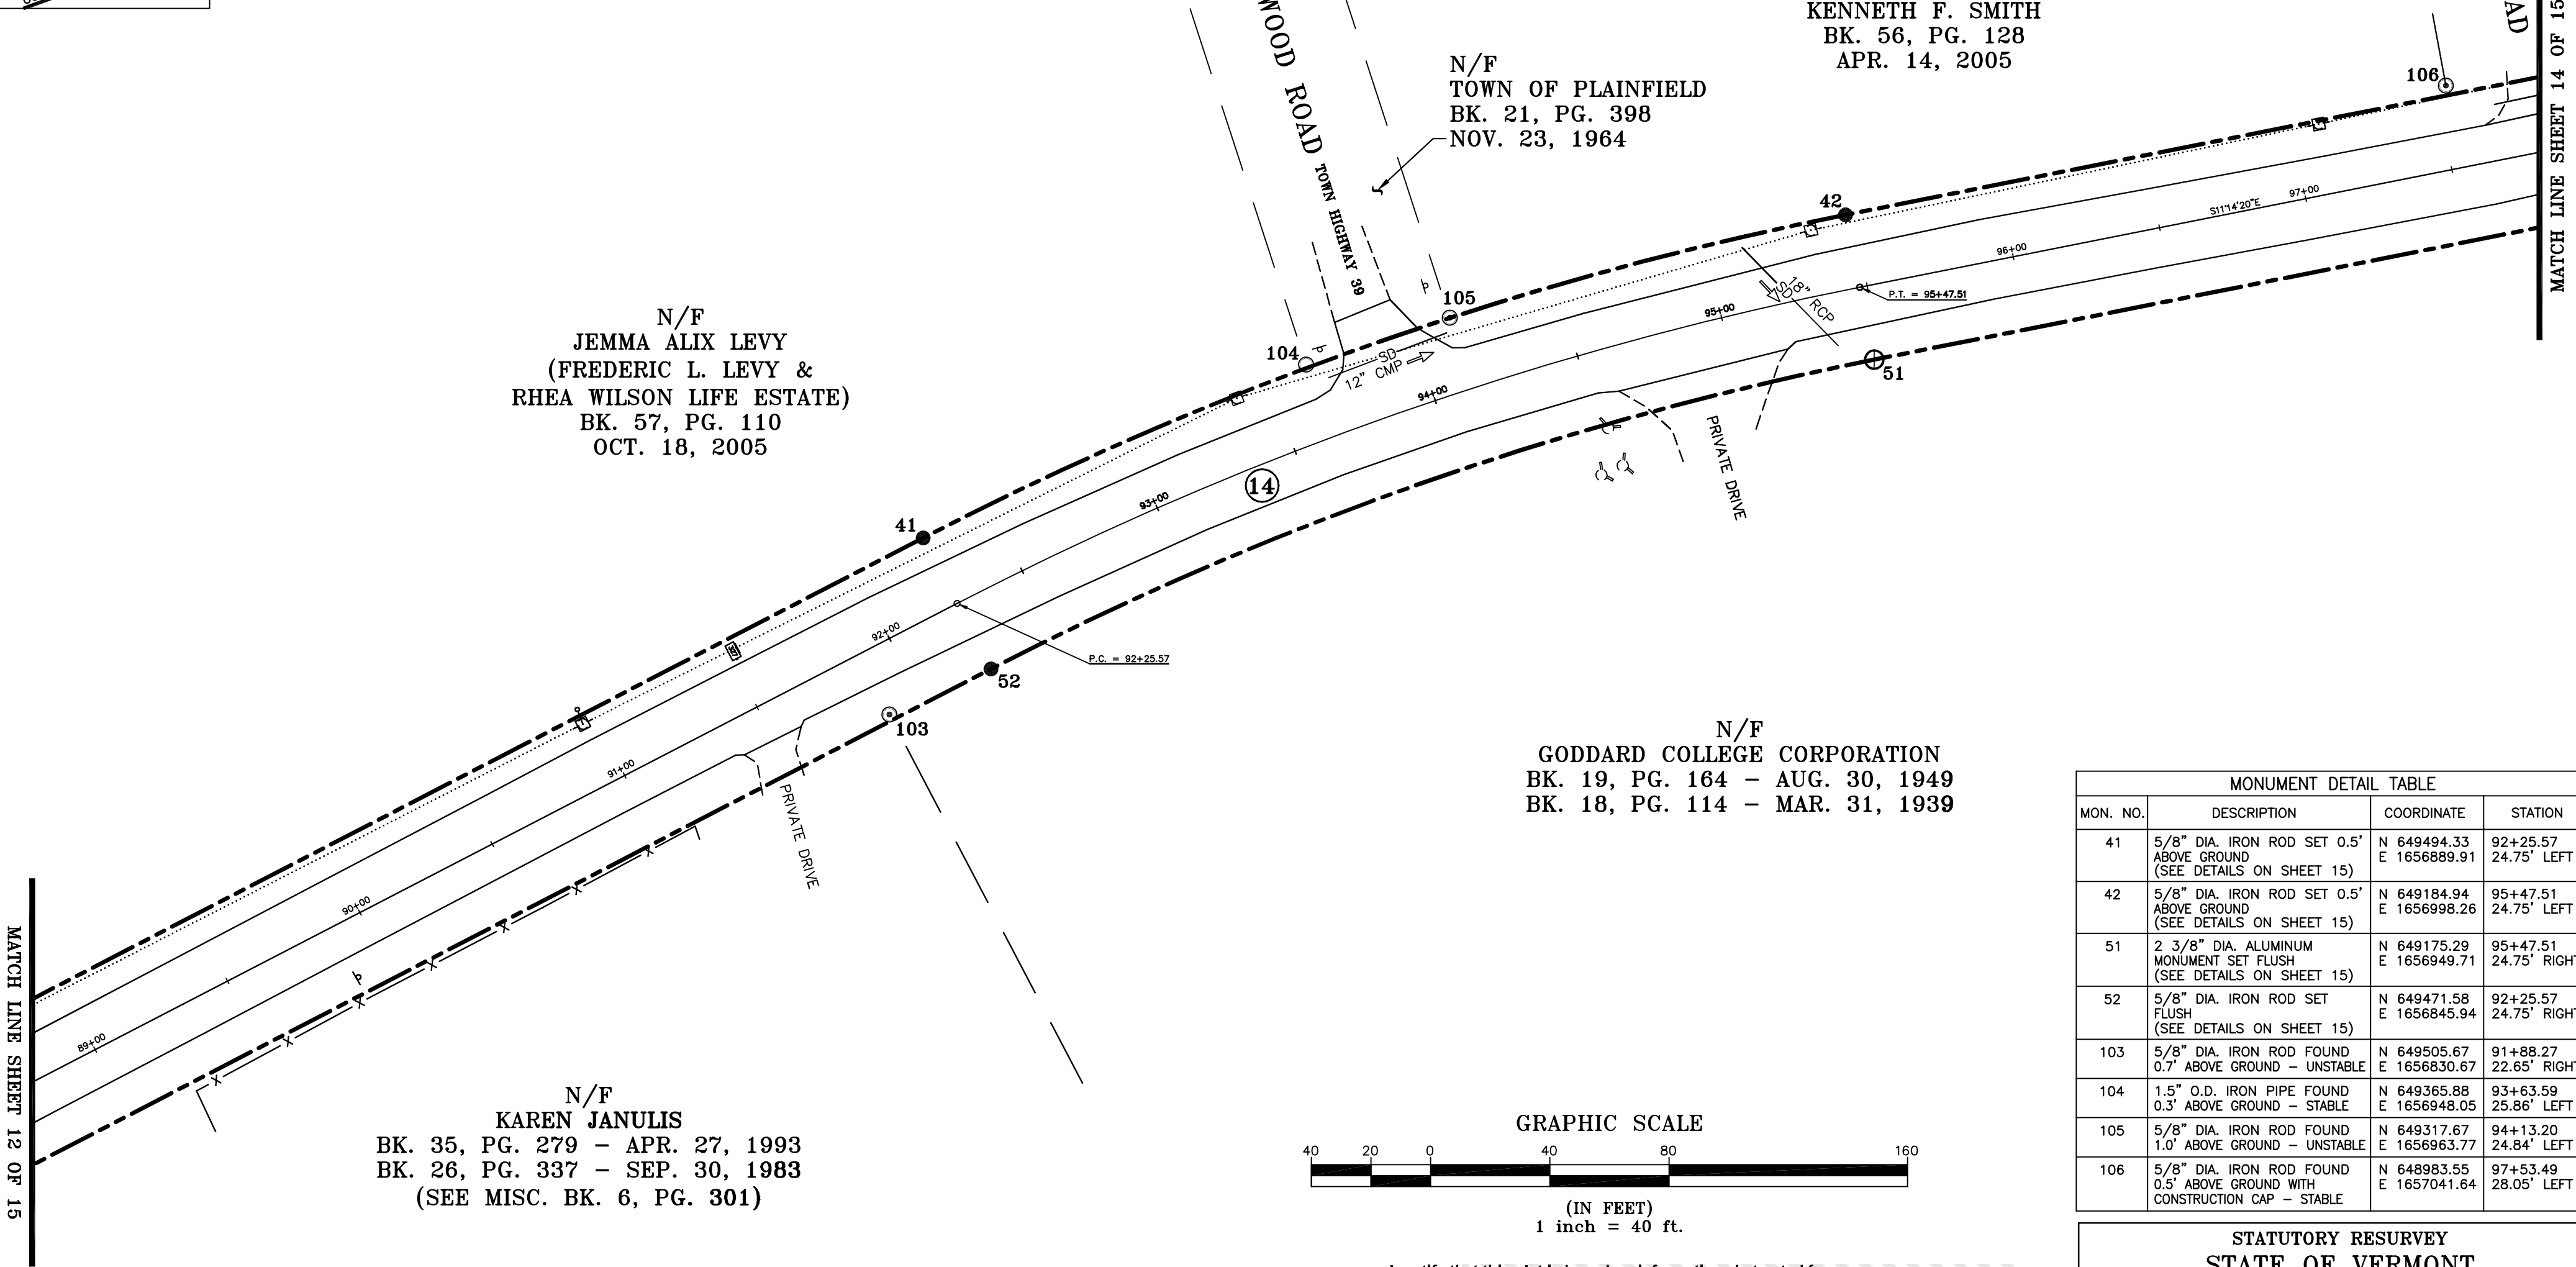 WOOD ROAD
TOWN HIGHWAY 39
N/F
TOWN OF PLAINFIELD
BK. 21, PG. 398
NOV. 23, 1964
KENNETH F. SMITH
BK. 56, PG. 128
APR. 14, 2005
AD
MATCH LINE SHEET 14 OF 15
106
42
97+00
S11°14'20"E
96+00
P.T. = 95+47.51
18" RCP
SD
95+00
51
105
104
SD
12" CMP
94+00
PRIVATE DRIVE
N/F
JEMMA ALIX LEVY
(FREDERIC L. LEVY &
RHEA WILSON LIFE ESTATE)
BK. 57, PG. 110
OCT. 18, 2005
14
93+00
41
92+00
P.C. = 92+25.57
52
103
91+00
PRIVATE DRIVE
90+00
89+00
MATCH LINE SHEET 12 OF 15
N/F
GODDARD COLLEGE CORPORATION
BK. 19, PG. 164 - AUG. 30, 1949
BK. 18, PG. 114 - MAR. 31, 1939
N/F
KAREN JANULIS
BK. 35, PG. 279 - APR. 27, 1993
BK. 26, PG. 337 - SEP. 30, 1983
(SEE MISC. BK. 6, PG. 301)
GRAPHIC SCALE
40 20 0 40 80 160
(IN FEET)
1 inch = 40 ft.
MONUMENT DETAIL TABLE
MON. NO. DESCRIPTION COORDINATE STATION
41 5/8" DIA. IRON ROD SET 0.5' N 649494.33 92+25.57
ABOVE GROUND E 1656889.91 24.75' LEFT
(SEE DETAILS ON SHEET 15)
42 5/8" DIA. IRON ROD SET 0.5' N 649184.94 95+47.51
ABOVE GROUND E 1656998.26 24.75' LEFT
(SEE DETAILS ON SHEET 15)
51 2 3/8" DIA. ALUMINUM N 649175.29 95+47.51
MONUMENT SET FLUSH E 1656949.71 24.75' RIGHT
(SEE DETAILS ON SHEET 15)
52 5/8" DIA. IRON ROD SET N 649471.58 92+25.57
FLUSH E 1656845.94 24.75' RIGHT
(SEE DETAILS ON SHEET 15)
103 5/8" DIA. IRON ROD FOUND N 649505.67 91+88.27
0.7' ABOVE GROUND - UNSTABLE E 1656830.67 22.65' RIGHT
104 1.5" O.D. IRON PIPE FOUND N 649365.88 93+63.59
0.3' ABOVE GROUND - STABLE E 1656948.05 25.86' LEFT
105 5/8" DIA. IRON ROD FOUND N 649317.67 94+13.20
1.0' ABOVE GROUND - UNSTABLE E 1656963.77 24.84' LEFT
106 5/8" DIA. IRON ROD FOUND N 648983.55 97+53.49
0.5' ABOVE GROUND WITH E 1657041.64 28.05' LEFT
CONSTRUCTION CAP - STABLE
STATUTORY RESURVEY
STATE OF VERMONT